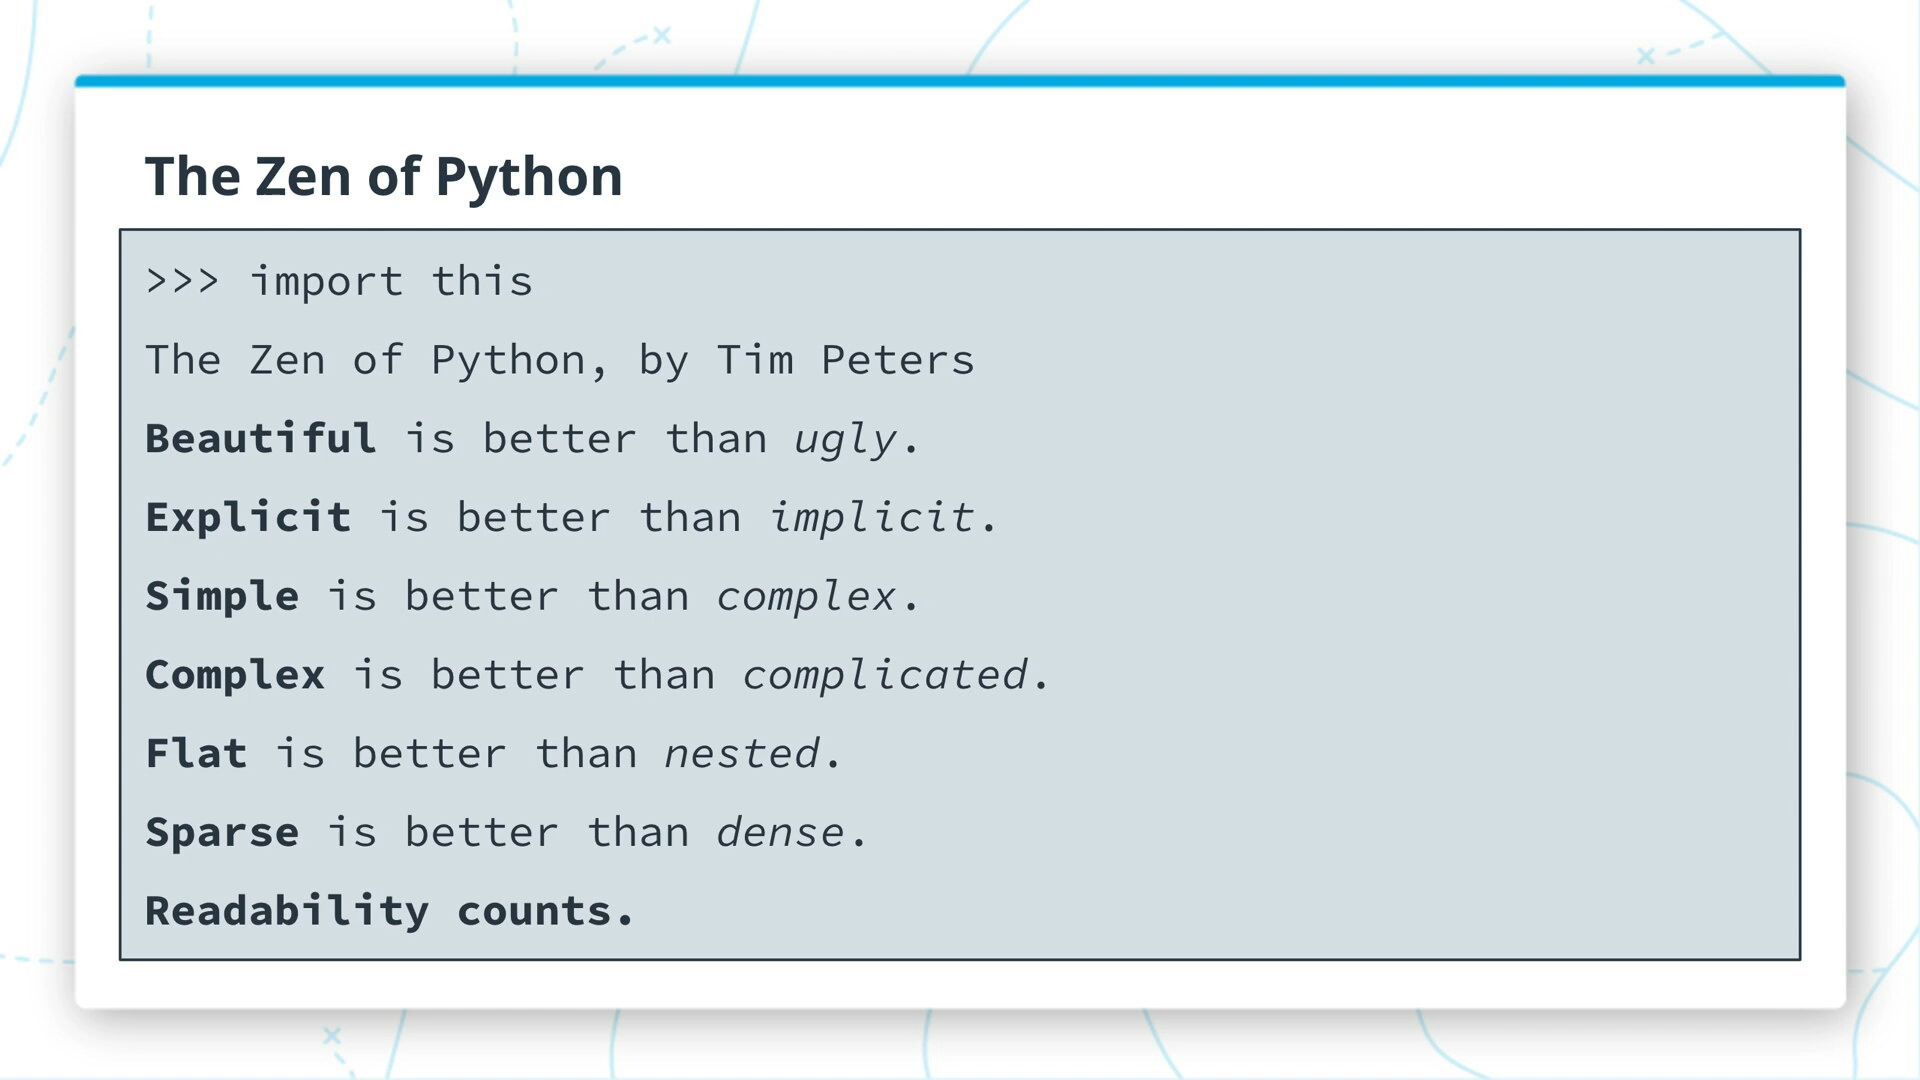 The Zen of Python
>>> import this
The Zen of Python, by Tim Peters
Beautiful is better than ugly.
Explicit is better than implicit.
Simple is better than complex.
Complex is better than complicated.
Flat is better than nested.
Sparse is better than dense.
Readability counts.